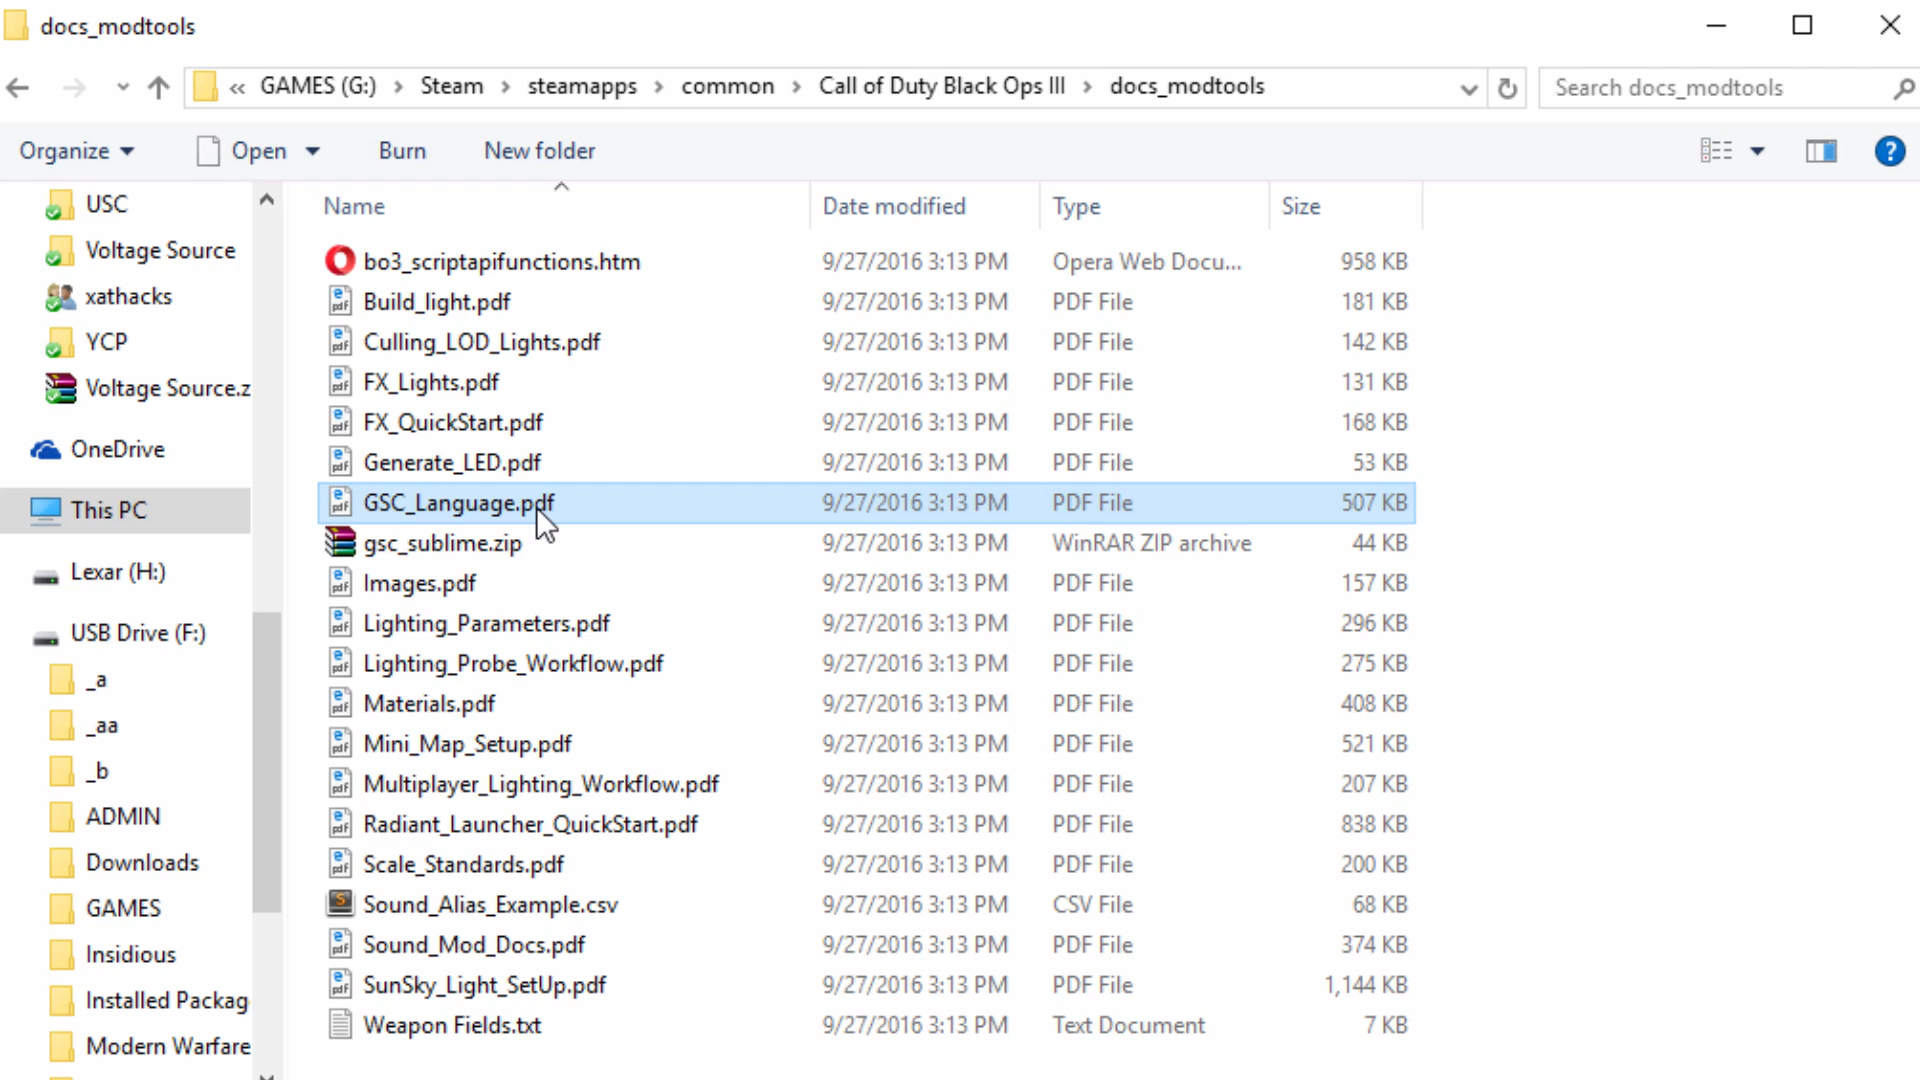 docs_modtools
« GAMES (G:) > Steam > steamapps > common > Call of Duty Black Ops III > docs_modtools
Search docs_modtools
Organize Open Burn New folder
USC
Voltage Source
xathacks
YCP
Voltage Source.z
OneDrive
This PC
Lexar (H:)
USB Drive (F:)
_a
_aa
_b
ADMIN
Downloads
GAMES
Insidious
Installed Packag
Modern Warfare
Name Date modified Type Size
bo3_scriptapifunctions.htm 9/27/2016 3:13 PM Opera Web Docu... 958 KB
Build_light.pdf 9/27/2016 3:13 PM PDF File 181 KB
Culling_LOD_Lights.pdf 9/27/2016 3:13 PM PDF File 142 KB
FX_Lights.pdf 9/27/2016 3:13 PM PDF File 131 KB
FX_QuickStart.pdf 9/27/2016 3:13 PM PDF File 168 KB
Generate_LED.pdf 9/27/2016 3:13 PM PDF File 53 KB
GSC_Language.pdf 9/27/2016 3:13 PM PDF File 507 KB
gsc_sublime.zip 9/27/2016 3:13 PM WinRAR ZIP archive 44 KB
Images.pdf 9/27/2016 3:13 PM PDF File 157 KB
Lighting_Parameters.pdf 9/27/2016 3:13 PM PDF File 296 KB
Lighting_Probe_Workflow.pdf 9/27/2016 3:13 PM PDF File 275 KB
Materials.pdf 9/27/2016 3:13 PM PDF File 408 KB
Mini_Map_Setup.pdf 9/27/2016 3:13 PM PDF File 521 KB
Multiplayer_Lighting_Workflow.pdf 9/27/2016 3:13 PM PDF File 207 KB
Radiant_Launcher_QuickStart.pdf 9/27/2016 3:13 PM PDF File 838 KB
Scale_Standards.pdf 9/27/2016 3:13 PM PDF File 200 KB
Sound_Alias_Example.csv 9/27/2016 3:13 PM CSV File 68 KB
Sound_Mod_Docs.pdf 9/27/2016 3:13 PM PDF File 374 KB
SunSky_Light_SetUp.pdf 9/27/2016 3:13 PM PDF File 1,144 KB
Weapon Fields.txt 9/27/2016 3:13 PM Text Document 7 KB